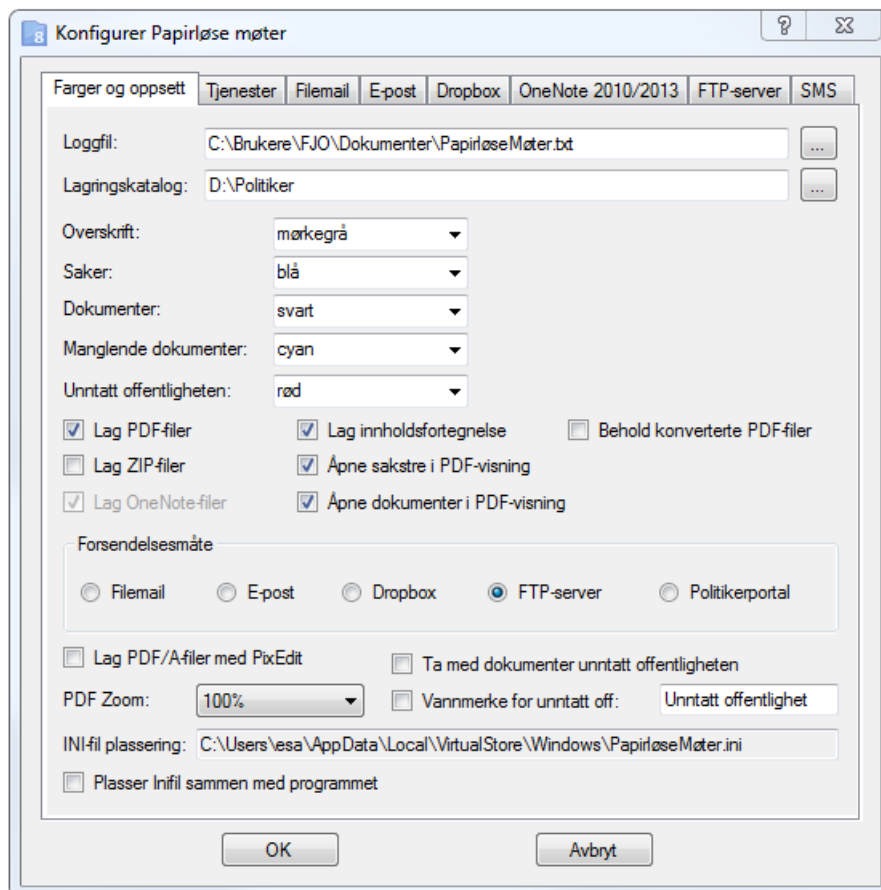 8 Konfigurer Papirløse møter
Farger og oppsett Tjenester Filemail E-post Dropbox OneNote 2010/2013 FTP-server SMS
Loggfil: C:\Brukere\FJO\Dokumenter\PapirløseMøter.txt ...
Lagringskatalog: D:\Politiker ...
Overskrift: mørkegrå
Saker: blå
Dokumenter: svart
Manglende dokumenter: cyan
Unntatt offentligheten: rød
Lag PDF-filer Lag innholdsfortegnelse Behold konverterte PDF-filer
Lag ZIP-filer Åpne sakstre i PDF-visning
Lag OneNote-filer Åpne dokumenter i PDF-visning
Forsendelsesmåte
Filemail E-post Dropbox FTP-server Politikerportal
Lag PDF/A-filer med PixEdit Ta med dokumenter unntatt offentligheten
PDF Zoom: 100% Vannmerke for unntatt off: Unntatt offentlighet
INI-fil plassering: C:\Users\esa\AppData\Local\VirtualStore\Windows\PapirløseMøter.ini
Plasser Inifil sammen med programmet
OK Avbryt